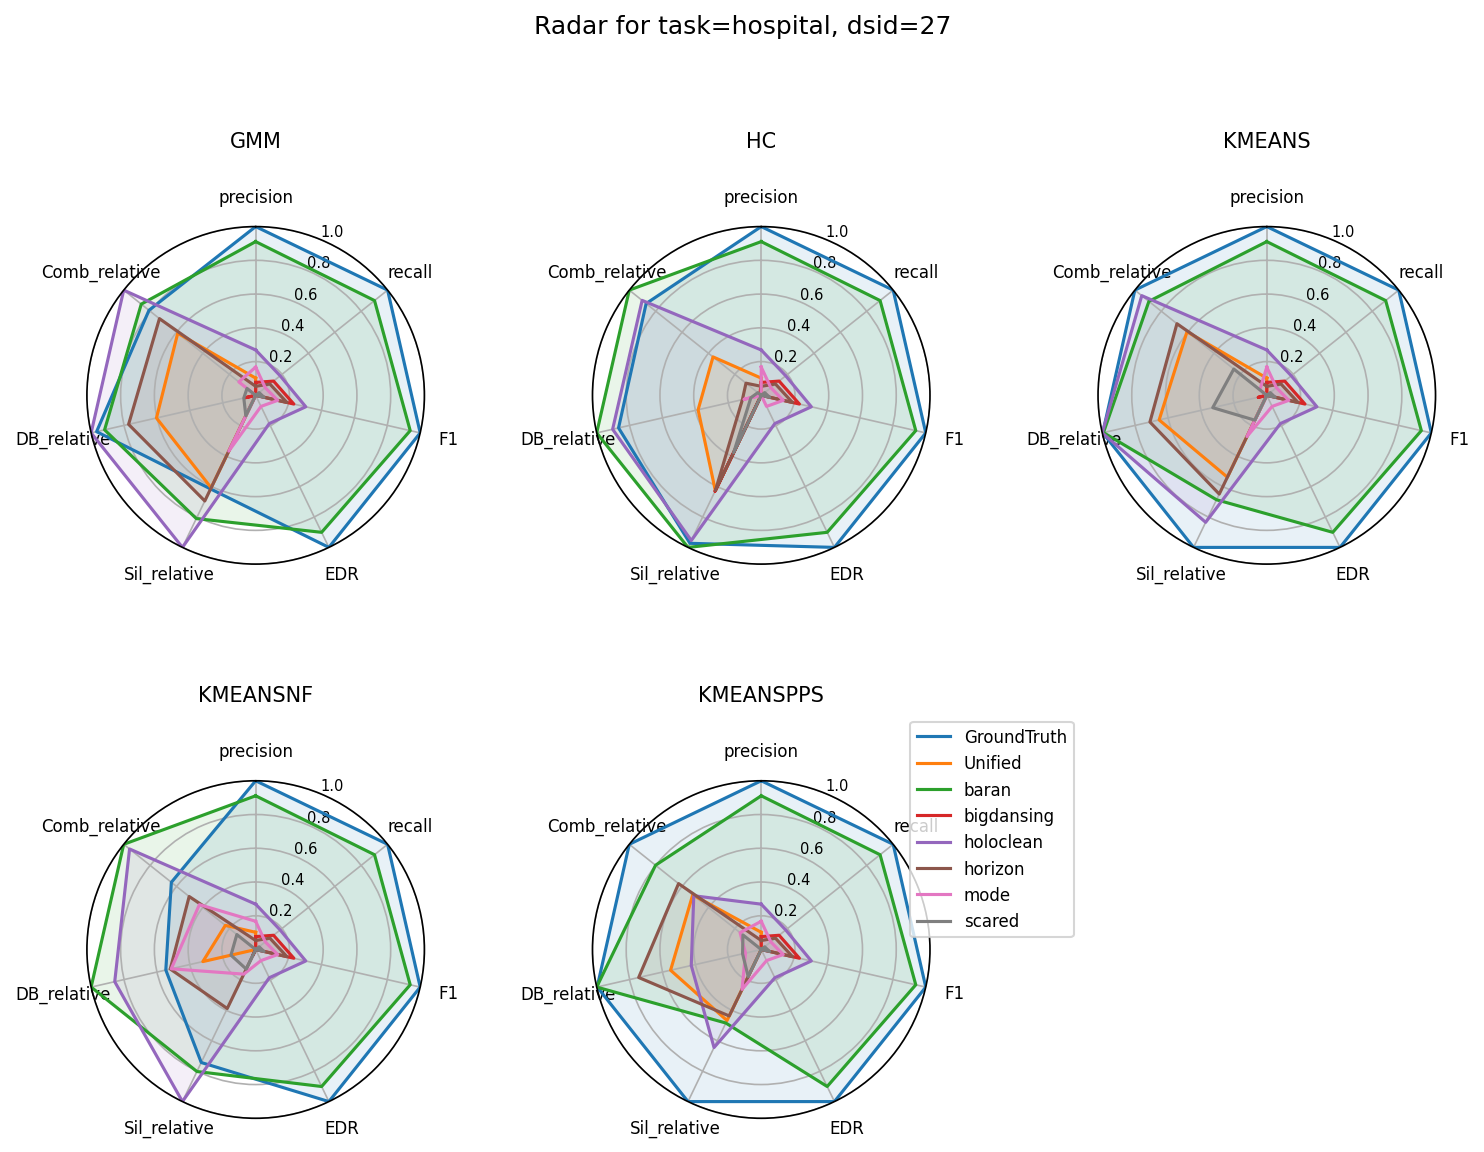 Radar for task=hospital, dsid=27
GMM
precision
recall
F1
EDR
Sil_relative
DB_relative
Comb_relative
0.2
0.4
0.6
0.8
1.0
HC
precision
recall
F1
EDR
Sil_relative
DB_relative
Comb_relative
0.2
0.4
0.6
0.8
1.0
KMEANS
precision
recall
F1
EDR
Sil_relative
DB_relative
Comb_relative
0.2
0.4
0.6
0.8
1.0
KMEANSNF
precision
recall
F1
EDR
Sil_relative
DB_relative
Comb_relative
0.2
0.4
0.6
0.8
1.0
KMEANSPPS
precision
recall
F1
EDR
Sil_relative
DB_relative
Comb_relative
0.2
0.4
0.6
0.8
1.0
GroundTruth
Unified
baran
bigdansing
holoclean
horizon
mode
scared